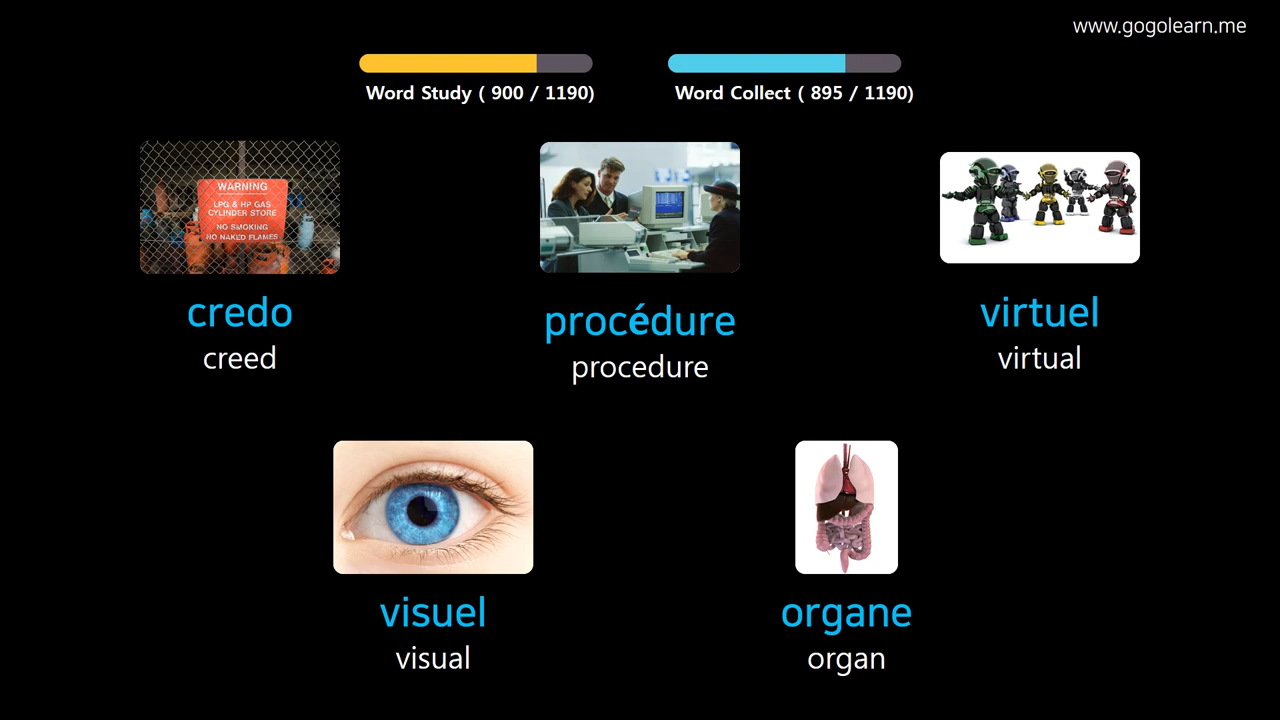 www.gogolearn.me
Word Study ( 900 / 1190)
Word Collect ( 895 / 1190)
WARNING
LPG & HP GAS
CYLINDER STORE
NO SMOKING
NO NAKED FLAMES
credo
creed
procédure
procedure
virtuel
virtual
visuel
visual
organe
organ